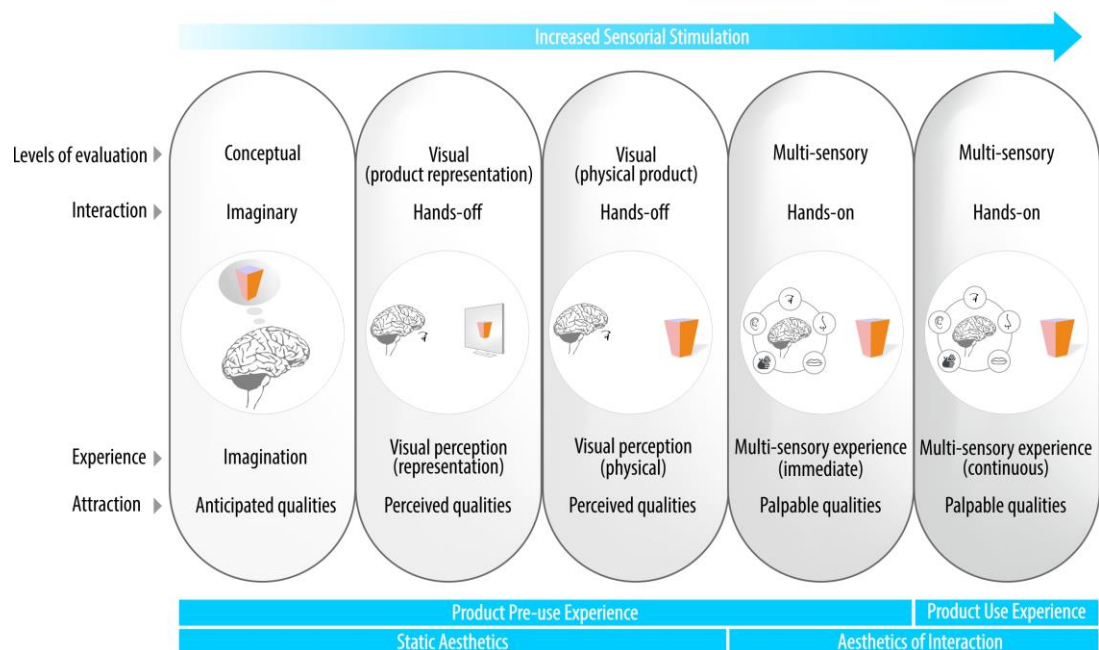 Increased Sensorial Stimulation
Levels of evaluation
Conceptual
Visual
(product representation)
Visual
(physical product)
Multi-sensory
Multi-sensory
Interaction
Imaginary
Hands-off
Hands-off
Hands-on
Hands-on
Experience
Imagination
Visual perception
(representation)
Visual perception
(physical)
Multi-sensory experience
(immediate)
Multi-sensory experience
(continuous)
Attraction
Anticipated qualities
Perceived qualities
Perceived qualities
Palpable qualities
Palpable qualities
Product Pre-use Experience
Product Use Experience
Static Aesthetics
Aesthetics of Interaction